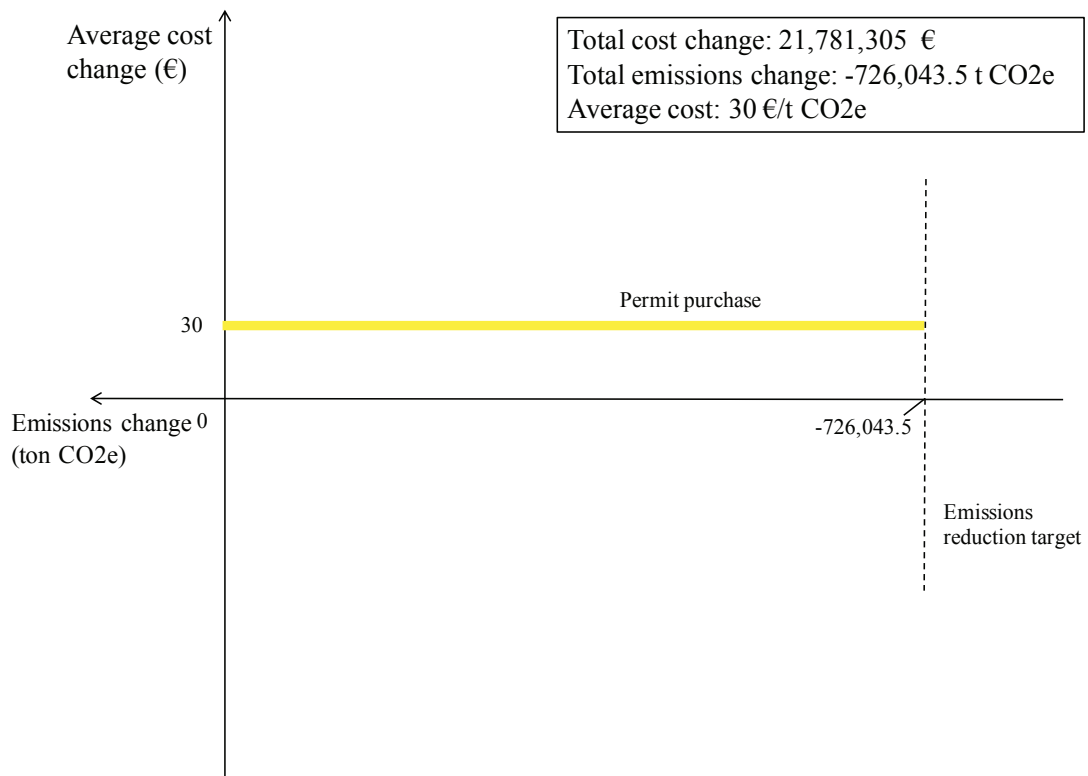 Average cost
change (€)
Total cost change: 21,781,305 €
Total emissions change: -726,043.5 t CO2e
Average cost: 30 €/t CO2e
Permit purchase
30
Emissions change 0
(ton CO2e)
-726,043.5
Emissions
reduction target